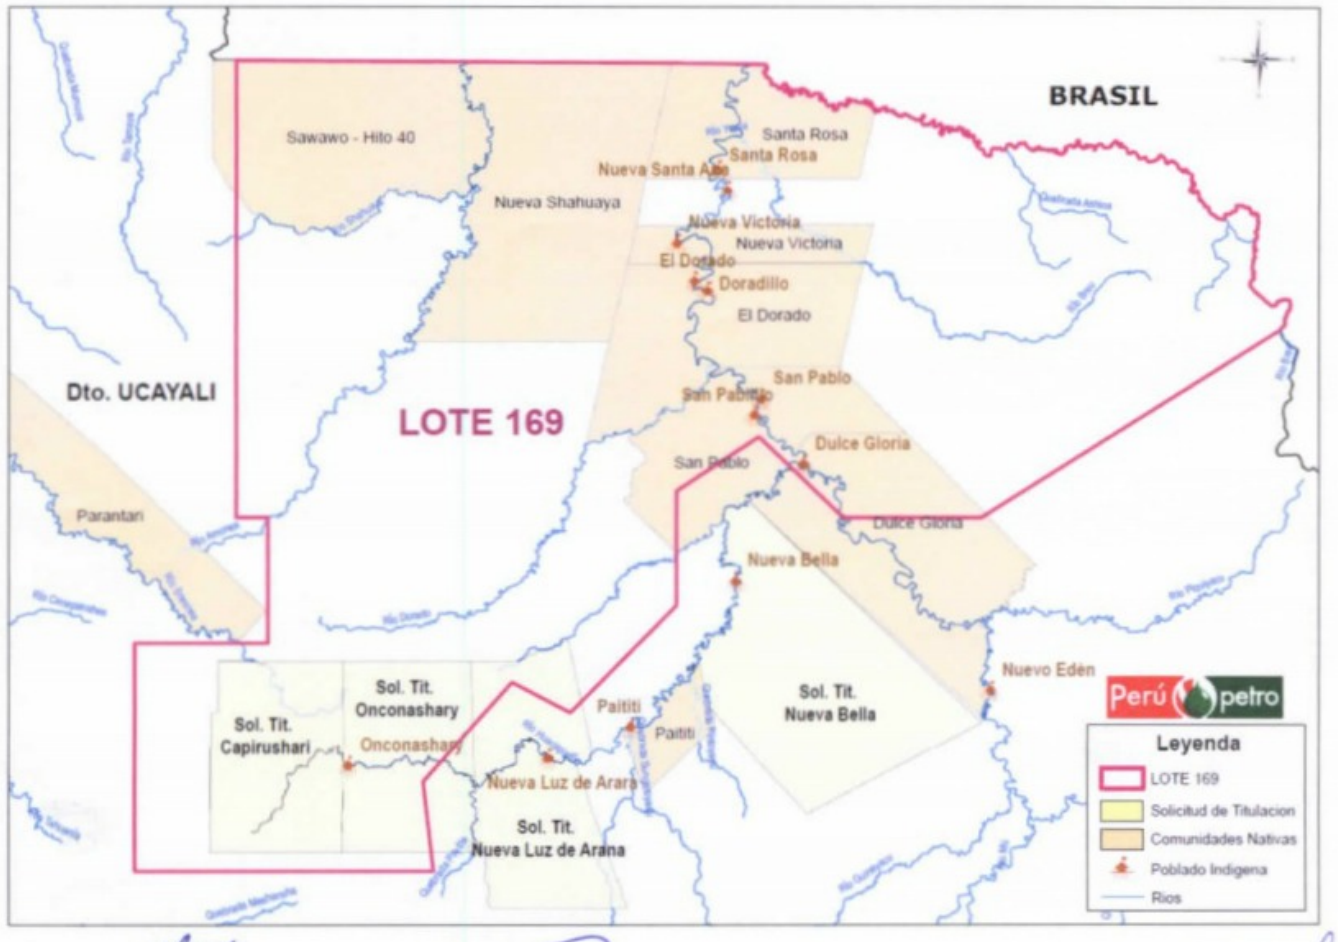 BRASIL
Sawawo - Hito 40
Santa Rosa
Santa Rosa
Nueva Santa
Nueva Shahuaya
Nueva Victoria
Nueva Victoria
El Dorado
Doradillo
El Dorado
Dto. UCAYALI
San Pablo
LOTE 169
Dulce Gloria
San Pablo
Parantari
Dulce Gloria
Nueva Bella
Río Dorado
Nuevo Edén
Sol. Tit.
Onconashary
Sol. Tit.
Nueva Bella
Sol. Tit.
Capirushari
Paititi
Paititi
Onconashary
Nueva Luz de Arara
Sol. Tit.
Nueva Luz de Arana
Perú petro
Leyenda
LOTE 169
Solicitud de Titulacion
Comunidades Nativas
Poblado Indigena
Rios